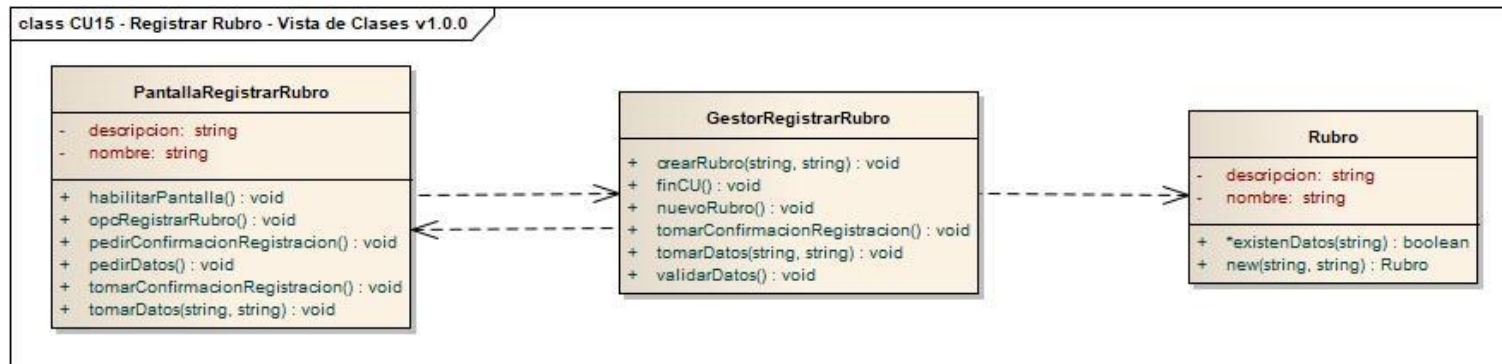 class CU15 - Registrar Rubro - Vista de Clases v1.0.0
PantallaRegistrarRubro
- descripcion: string
- nombre: string
+ habilitarPantalla() : void
+ opcRegistrarRubro() : void
+ pedirConfirmacionRegistracion() : void
+ pedirDatos() : void
+ tomarConfirmacionRegistracion() : void
+ tomarDatos(string, string) : void
GestorRegistrarRubro
+ crearRubro(string, string) : void
+ finCU() : void
+ nuevoRubro() : void
+ tomarConfirmacionRegistracion() : void
+ tomarDatos(string, string) : void
+ validarDatos() : void
Rubro
- descripcion: string
- nombre: string
+ *existenDatos(string) : boolean
+ new(string, string) : Rubro